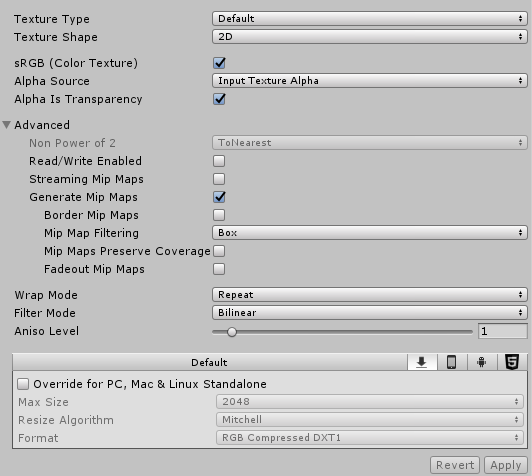 Texture Type Default
Texture Shape 2D
sRGB (Color Texture)
Alpha Source Input Texture Alpha
Alpha Is Transparency
Advanced
Non Power of 2 ToNearest
Read/Write Enabled
Streaming Mip Maps
Generate Mip Maps
Border Mip Maps
Mip Map Filtering Box
Mip Maps Preserve Coverage
Fadeout Mip Maps
Wrap Mode Repeat
Filter Mode Bilinear
Aniso Level 1
Default 5
Override for PC, Mac & Linux Standalone
Max Size 2048
Resize Algorithm Mitchell
Format RGB Compressed DXT1
Revert Apply